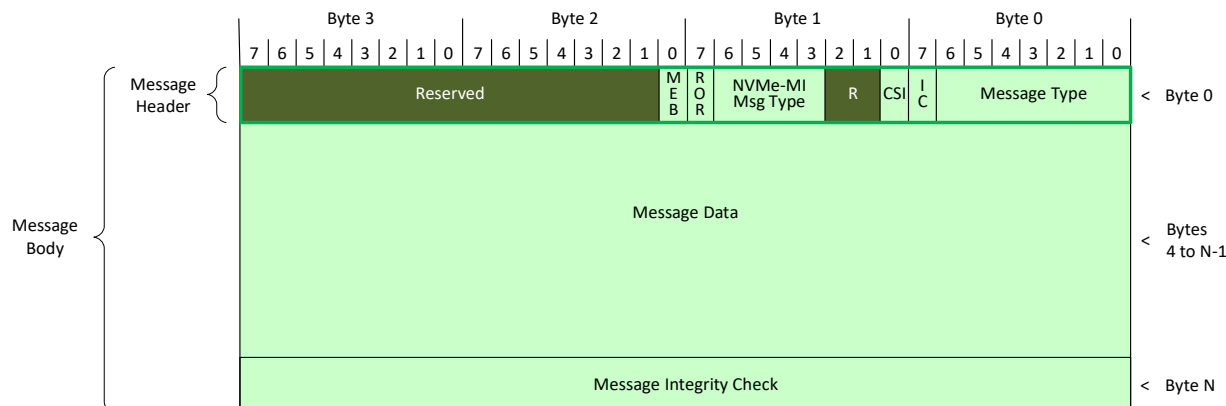 Byte 3 Byte 2 Byte 1 Byte 0
7 6 5 4 3 2 1 0 7 6 5 4 3 2 1 0 7 6 5 4 3 2 1 0 7 6 5 4 3 2 1 0
Message
Header
Reserved
M
E
B
R
O
R
NVMe-MI
Msg Type
R
CSI
I
C
Message Type
< Byte 0
Message
Body
Message Data
< Bytes
4 to N-1
Message Integrity Check
< Byte N